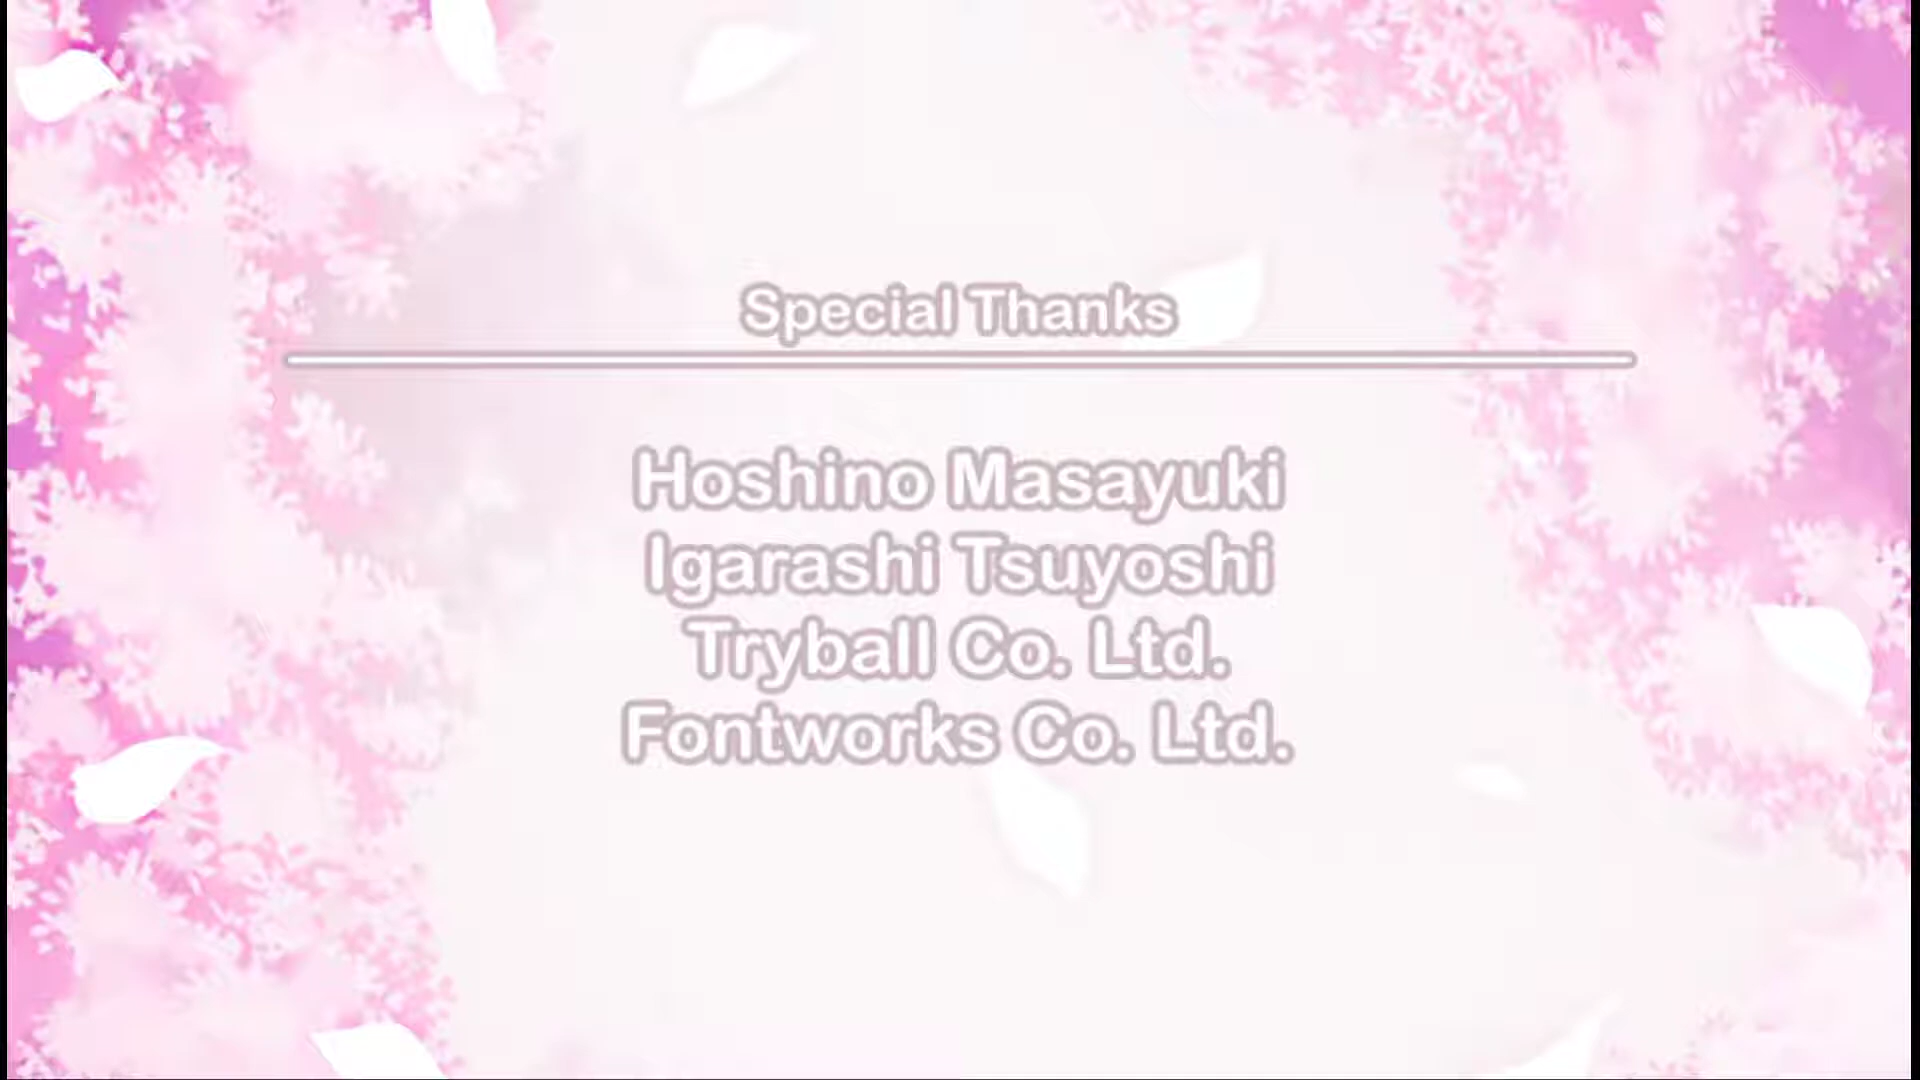 Special Thanks
Hoshino Masayuki
Igarashi Tsuyoshi
Tryball Co. Ltd.
Fontworks Co. Ltd.